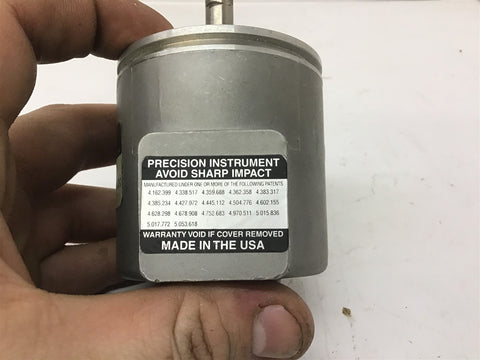 PRECISION INSTRUMENT
AVOID SHARP IMPACT
MANUFACTURED UNDER ONE OR MORE OF THE FOLLOWING PATENTS
4.162.399 4.338.517 4.359.688 4.362.358 4.383.317
4.385.234 4.427.972 4.445.112 4.504.776 4.602.155
4.628.298 4.678.908 4.752.683 4.970.511 5.015.836
5.017.772 5.053.618
WARRANTY VOID IF COVER REMOVED
MADE IN THE USA